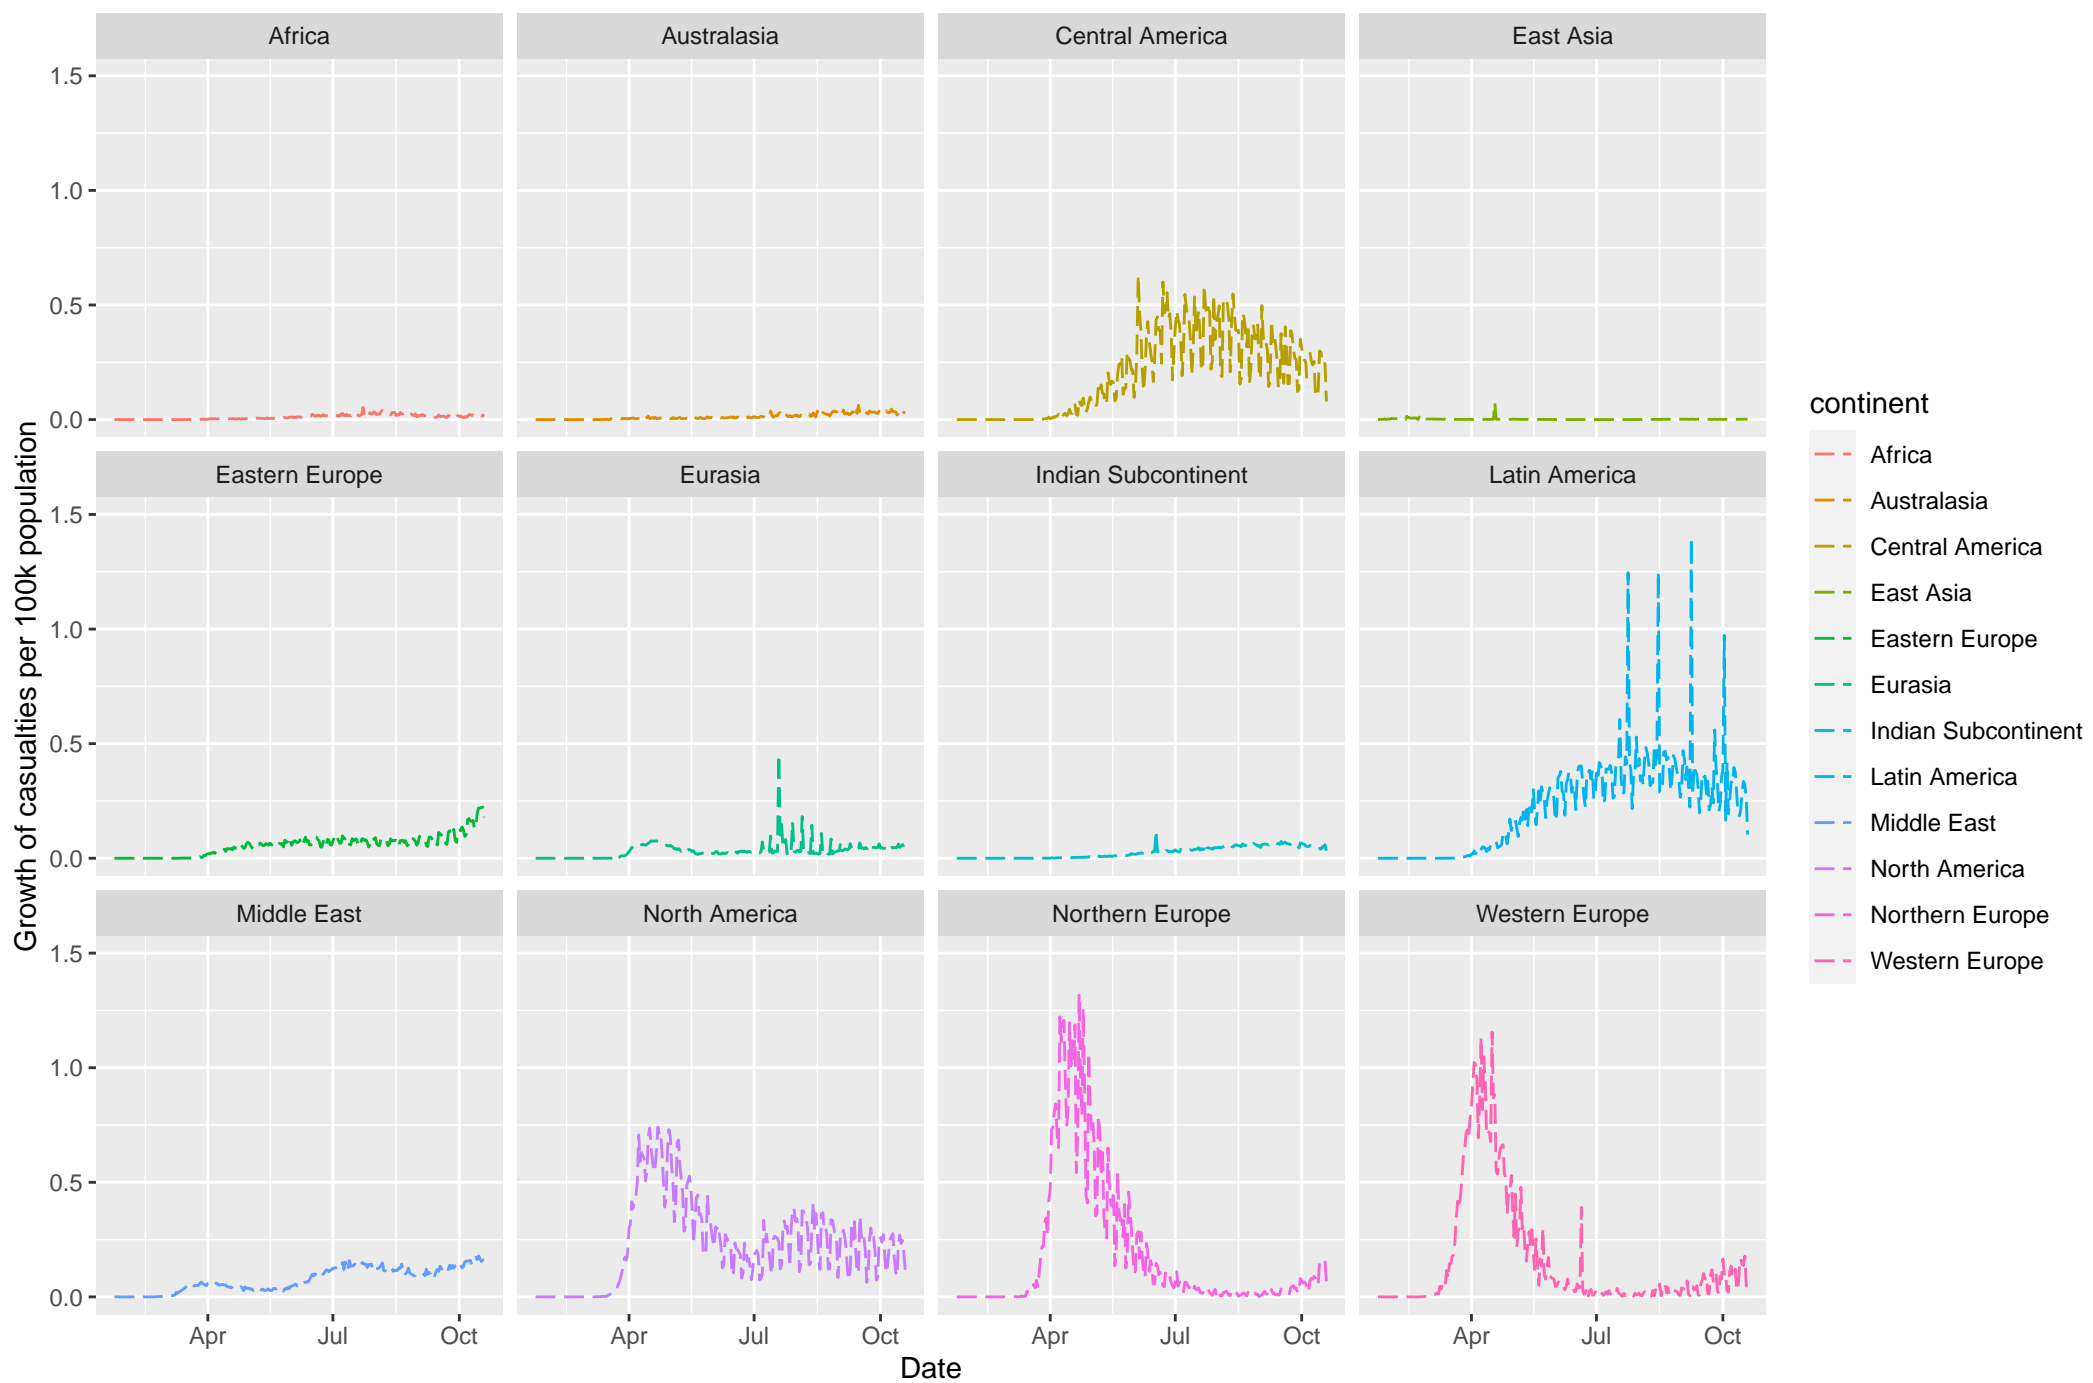 Africa
Australasia
Central America
East Asia
1.5
1.0
0.5
0.0
Eastern Europe
Eurasia
Indian Subcontinent
Latin America
1.5
1.0
0.5
0.0
Middle East
North America
Northern Europe
Western Europe
1.5
1.0
0.5
0.0
Apr Jul Oct
Apr Jul Oct
Apr Jul Oct
Apr Jul Oct
Date
Growth of casualties per 100k population
continent
Africa
Australasia
Central America
East Asia
Eastern Europe
Eurasia
Indian Subcontinent
Latin America
Middle East
North America
Northern Europe
Western Europe